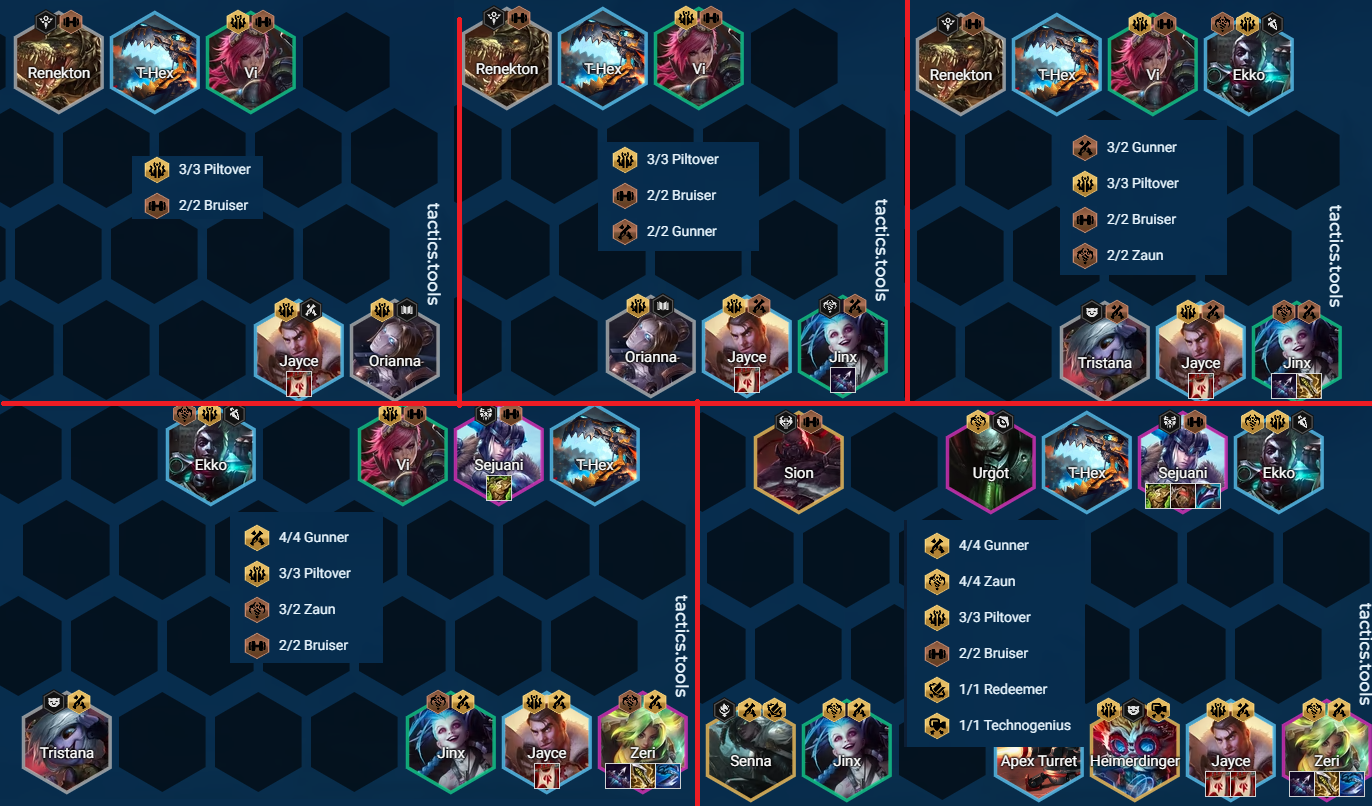 Renekton
T-Hex
Vi
3/3 Piltover
2/2 Bruiser
tactics.tools
Jayce
Orianna
Renekton
T-Hex
Vi
3/3 Piltover
2/2 Bruiser
2/2 Gunner
tactics.tools
Orianna
Jayce
Jinx
Renekton
T-Hex
Vi
Ekko
3/2 Gunner
3/3 Piltover
2/2 Bruiser
2/2 Zaun
tactics.tools
Tristana
Jayce
Jinx
Ekko
Vi
Sejuani
T-Hex
4/4 Gunner
3/3 Piltover
3/2 Zaun
2/2 Bruiser
tactics.tools
Tristana
Jinx
Jayce
Zeri
Sion
Urgot
T-Hex
Sejuani
Ekko
4/4 Gunner
4/4 Zaun
3/3 Piltover
2/2 Bruiser
1/1 Redeemer
1/1 Technogenius
tactics.tools
Senna
Jinx
Apex Turret
Heimerdinger
Jayce
Zeri